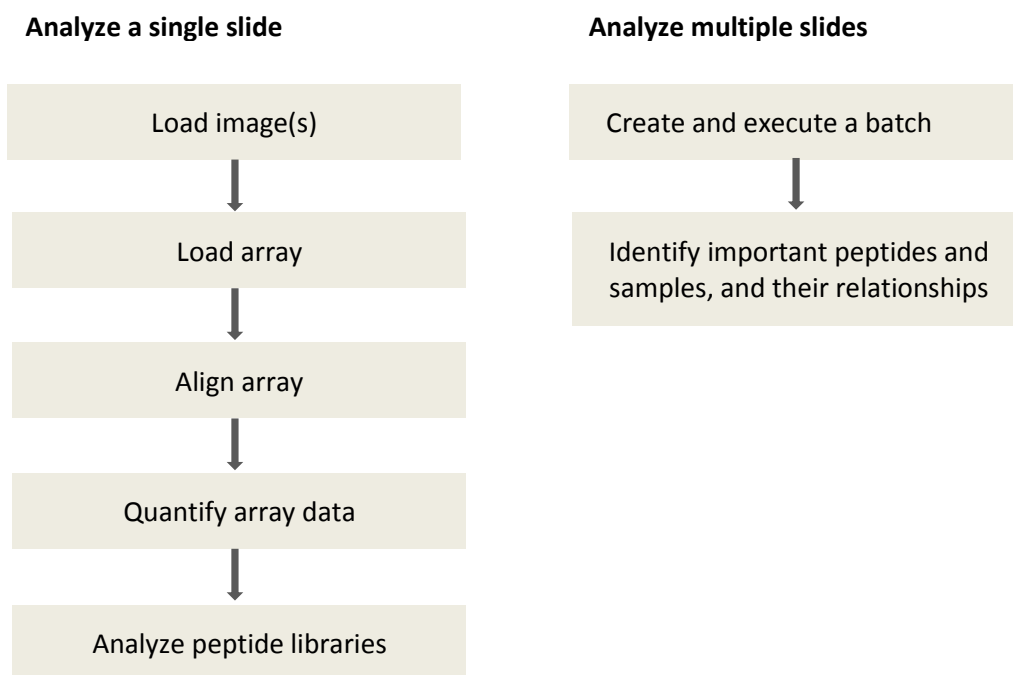 Analyze a single slide
Load image(s)
Load array
Align array
Quantify array data
Analyze peptide libraries
Analyze multiple slides
Create and execute a batch
Identify important peptides and
samples, and their relationships